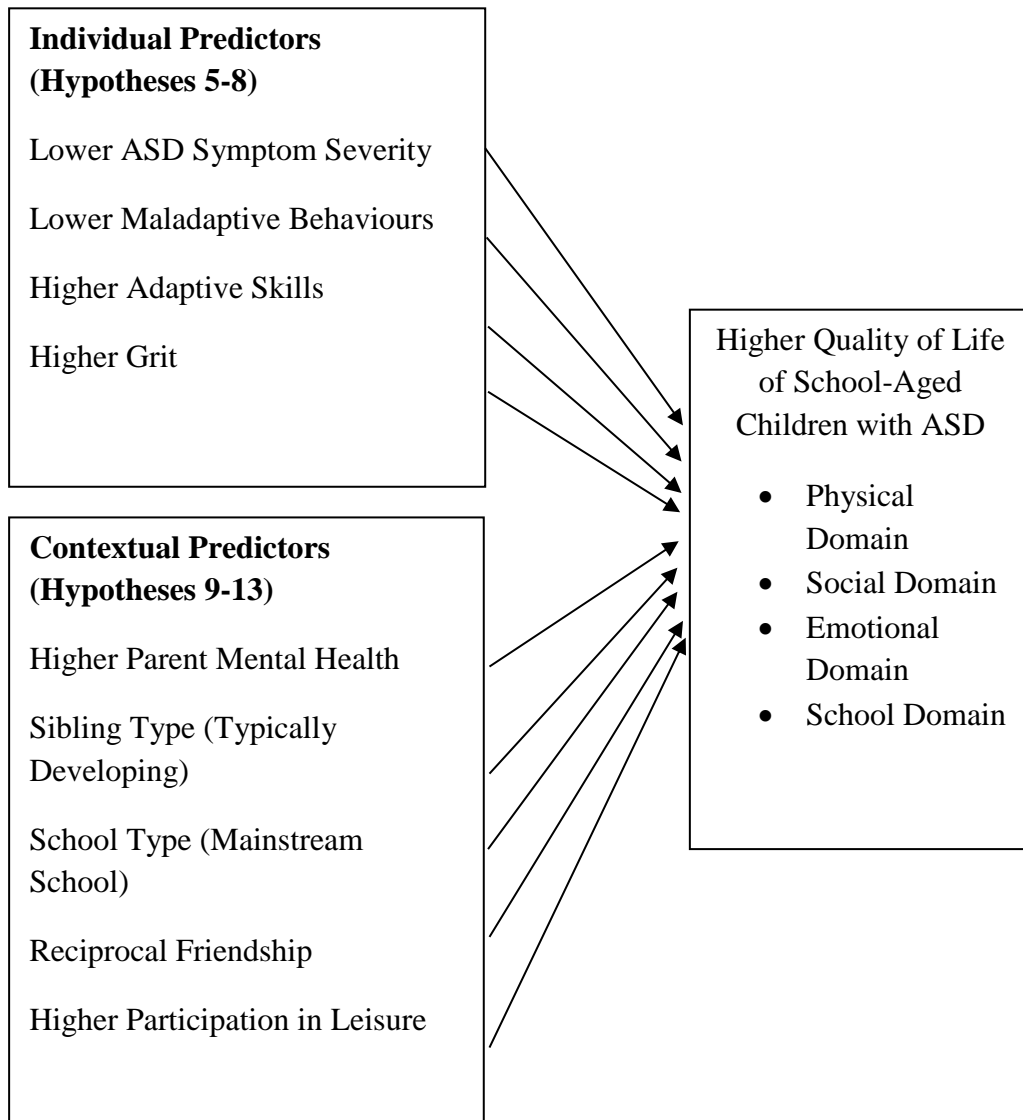 Individual Predictors
(Hypotheses 5-8)
Lower ASD Symptom Severity
Lower Maladaptive Behaviours
Higher Adaptive Skills
Higher Grit
Contextual Predictors
(Hypotheses 9-13)
Higher Parent Mental Health
Sibling Type (Typically
Developing)
School Type (Mainstream
School)
Reciprocal Friendship
Higher Participation in Leisure
Higher Quality of Life
of School-Aged
Children with ASD
• Physical
Domain
• Social Domain
• Emotional
Domain
• School Domain